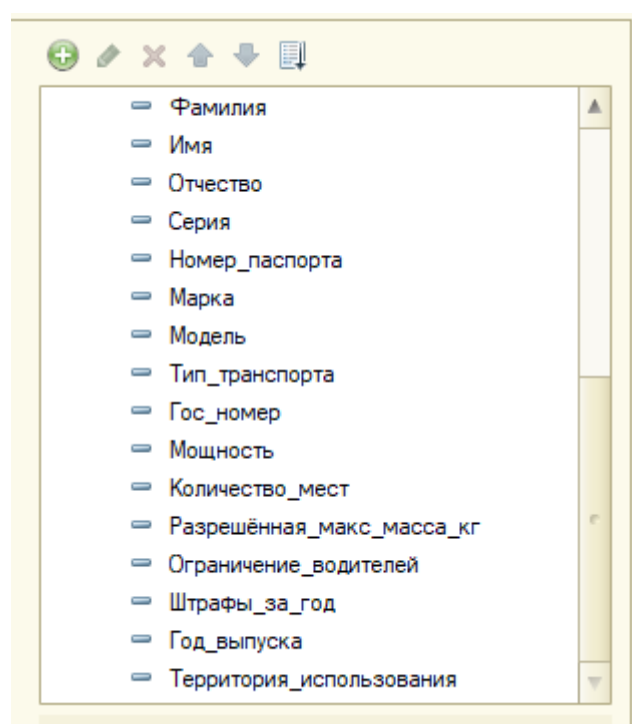 Фамилия
Имя
Отчество
Серия
Номер_паспорта
Марка
Модель
Тип_транспорта
Гос_номер
Мощность
Количество_мест
Разрешённая_макс_масса_кг
Ограничение_водителей
Штрафы_за_год
Год_выпуска
Территория_использования